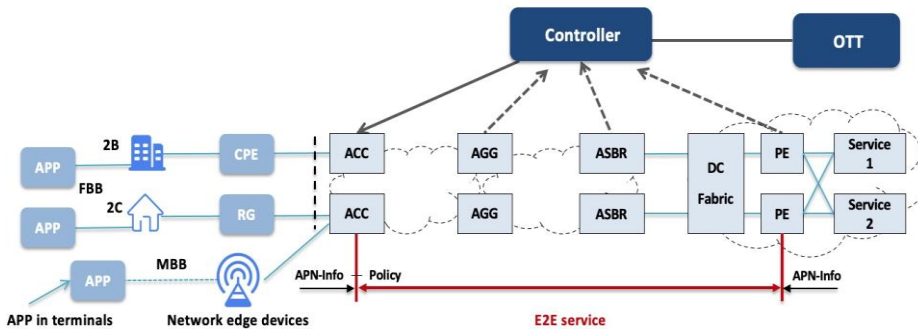 Controller
OTT
2B
APP
CPE
ACC
AGG
ASBR
DC
Fabric
PE
Service
1
FBB
2C
APP
RG
ACC
AGG
ASBR
PE
Service
2
MBB
APP
APN-Info
Policy
APN-Info
APP in terminals
Network edge devices
E2E service